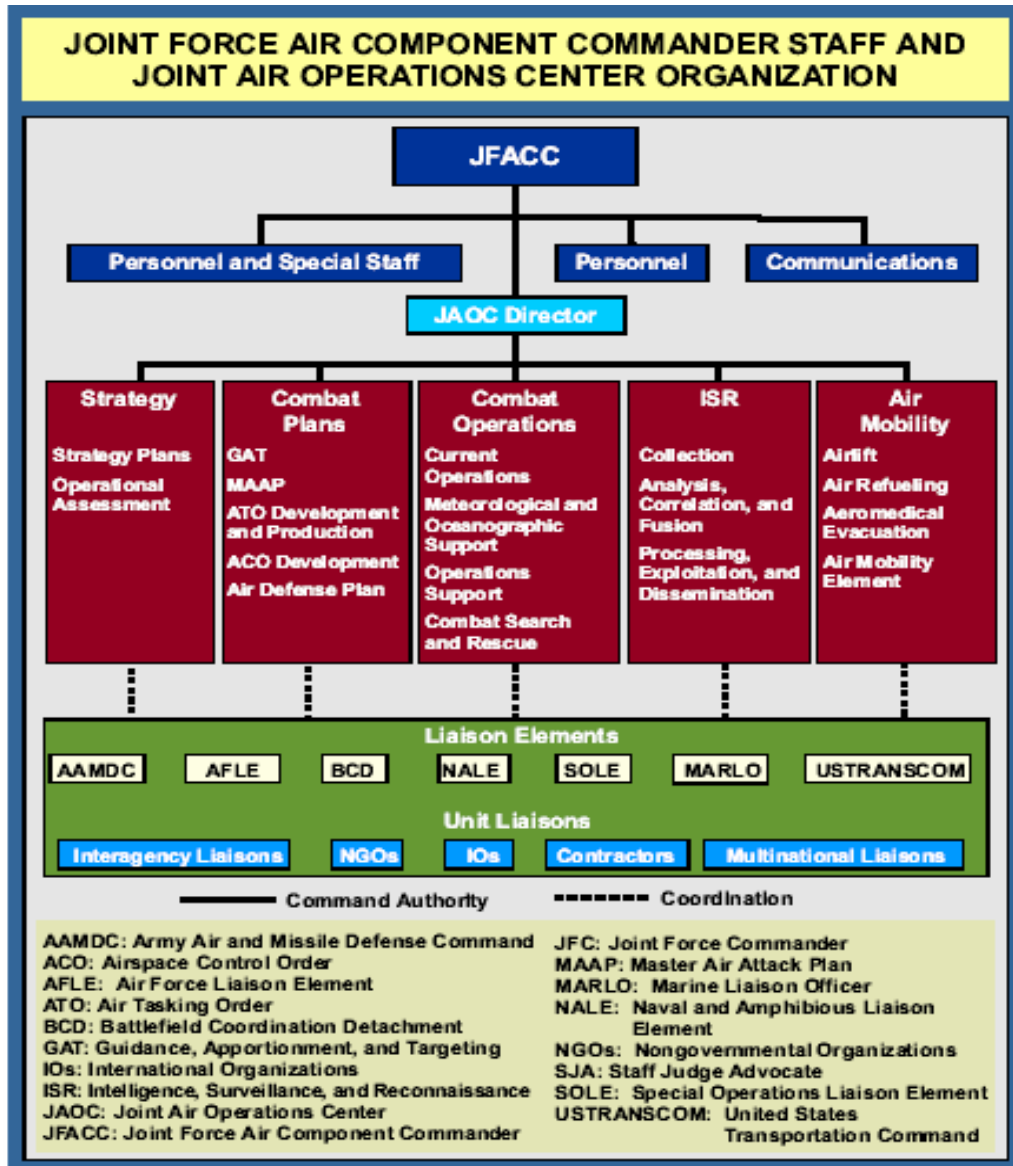 JOINT FORCE AIR COMPONENT COMMANDER STAFF AND
JOINT AIR OPERATIONS CENTER ORGANIZATION
JFACC
Personnel and Special Staff
Personnel
Communications
JAOC Director
Strategy
Strategy Plans
Operational
Assessment
Combat
Plans
GAT
MAAP
ATO Development
and Production
ACO Development
Air Defense Plan
Combat
Operations
Current
Operations
Meteorological and
Oceanographic
Support
Operations
Support
Combat Search
and Rescue
ISR
Collection
Analysis,
Correlation, and
Fusion
Processing,
Exploitation, and
Dissemination
Air
Mobility
Airlift
Air Refueling
Aeromedical
Evacuation
Air Mobility
Element
Liaison Elements
AAMDC
AFLE
BCD
NALE
SOLE
MARLO
USTRANSCOM
Unit Liaisons
Interagency Liaisons
NGOs
IOs
Contractors
Multinational Liaisons
Command Authority
Coordination
AAMDC: Army Air and Missile Defense Command
ACO: Airspace Control Order
AFLE: Air Force Liaison Element
ATO: Air Tasking Order
BCD: Battlefield Coordination Detachment
GAT: Guidance, Apportionment, and Targeting
IOs: International Organizations
ISR: Intelligence, Surveillance, and Reconnaissance
JAOC: Joint Air Operations Center
JFACC: Joint Force Air Component Commander
JFC: Joint Force Commander
MAAP: Master Air Attack Plan
MARLO: Marine Liaison Officer
NALE: Naval and Amphibious Liaison
Element
NGOs: Nongovernmental Organizations
SJA: Staff Judge Advocate
SOLE: Special Operations Liaison Element
USTRANSCOM: United States
Transportation Command